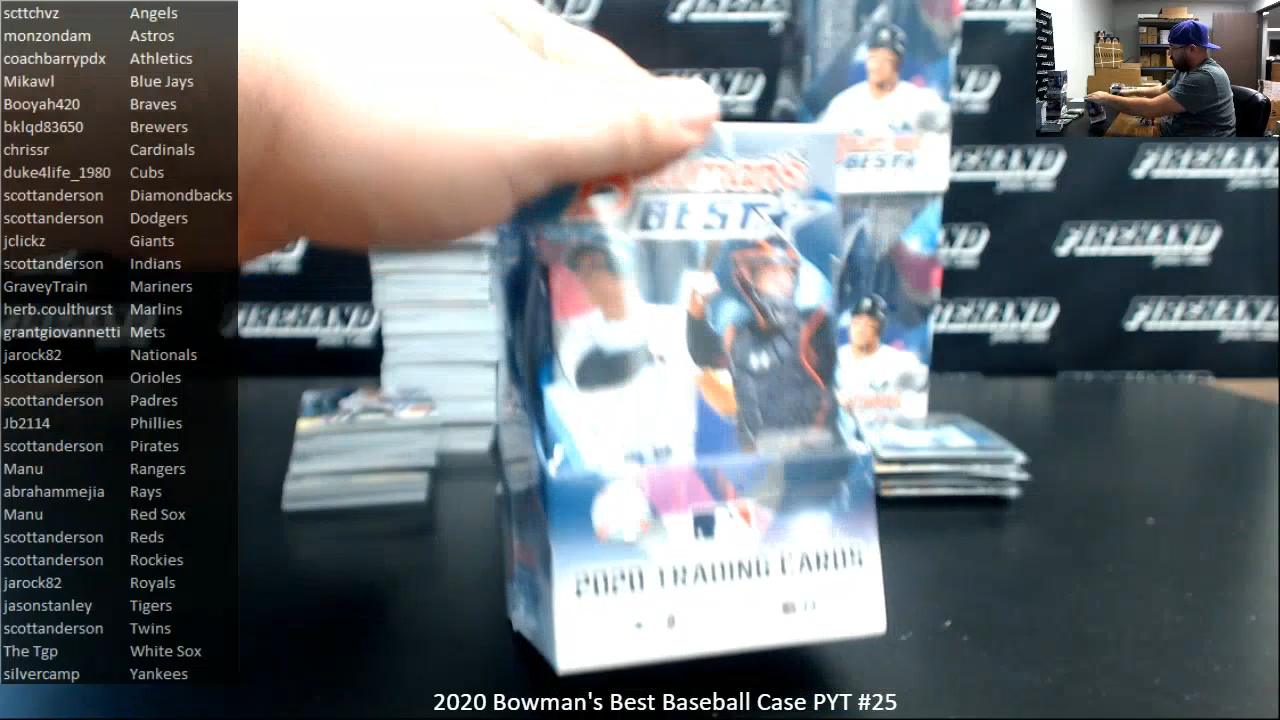 scttchvz Angels
monzondam Astros
coachbarrypdx Athletics
Mikawl Blue Jays
Booyah420 Braves
bklqd83650 Brewers
chrissr Cardinals
duke4life_1980 Cubs
scottanderson Diamondbacks
scottanderson Dodgers
jclickz Giants
scottanderson Indians
GraveyTrain Mariners
herb.coulthurst Marlins
grantgiovannetti Mets
jarock82 Nationals
scottanderson Orioles
scottanderson Padres
Jb2114 Phillies
scottanderson Pirates
Manu Rangers
abrahammejia Rays
Manu Red Sox
scottanderson Reds
scottanderson Rockies
jarock82 Royals
jasonstanley Tigers
scottanderson Twins
The Tgp White Sox
silvercamp Yankees
BEST
BEST
2020 TRADING CARDS
FIREHAND
FIREHAND
FIREHAND
FIREHAND
FIREHAND
2020 Bowman's Best Baseball Case PYT #25